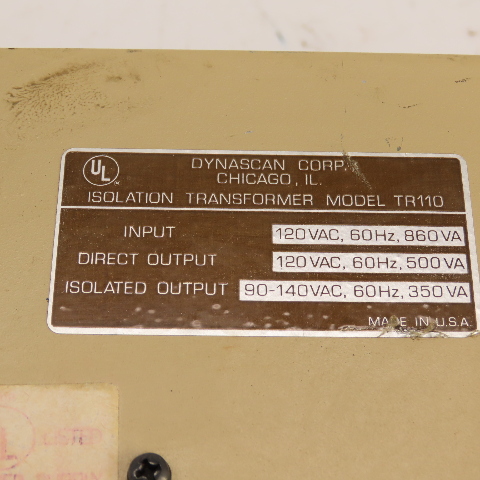 UL
DYNASCAN CORP.
CHICAGO, IL.
ISOLATION TRANSFORMER MODEL TR110
INPUT 120VAC, 60Hz, 860VA
DIRECT OUTPUT 120VAC, 60Hz, 500VA
ISOLATED OUTPUT 90-140VAC, 60Hz, 350VA
MADE IN U.S.A.
LISTED